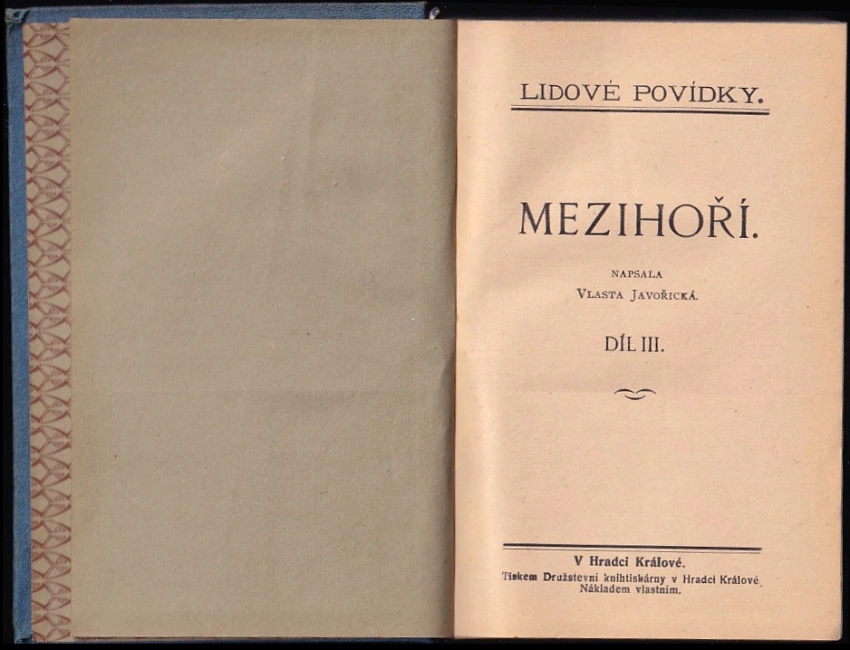 LIDOVÉ POVÍDKY.
MEZIHOŘÍ.
NAPSALA
VLASTA JAVOŘICKÁ.
DÍL III.
V Hradci Králové.
Tiskem Družstevní knihtiskárny v Hradci Králové.
Nákladem vlastním.